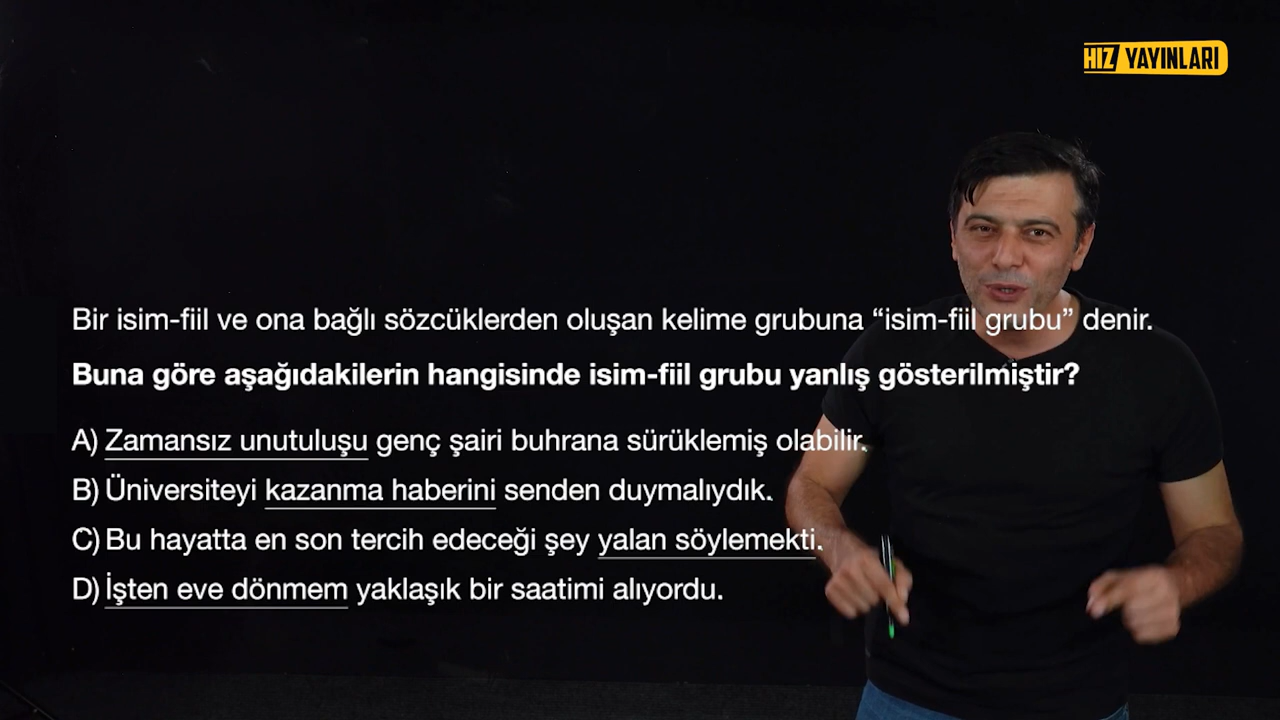 HIZ YAYINLARI
Bir isim-fiil ve ona bağlı sözcüklerden oluşan kelime grubuna “isim-fiil grubu” denir.
Buna göre aşağıdakilerin hangisinde isim-fiil grubu yanlış gösterilmiştir?
A) Zamansız unutuluşu genç şairi buhrana sürüklemiş olabilir.
B) Üniversiteyi kazanma haberini senden duymalıydık.
C) Bu hayatta en son tercih edeceği şey yalan söylemekti.
D) İşten eve dönmem yaklaşık bir saatimi alıyordu.